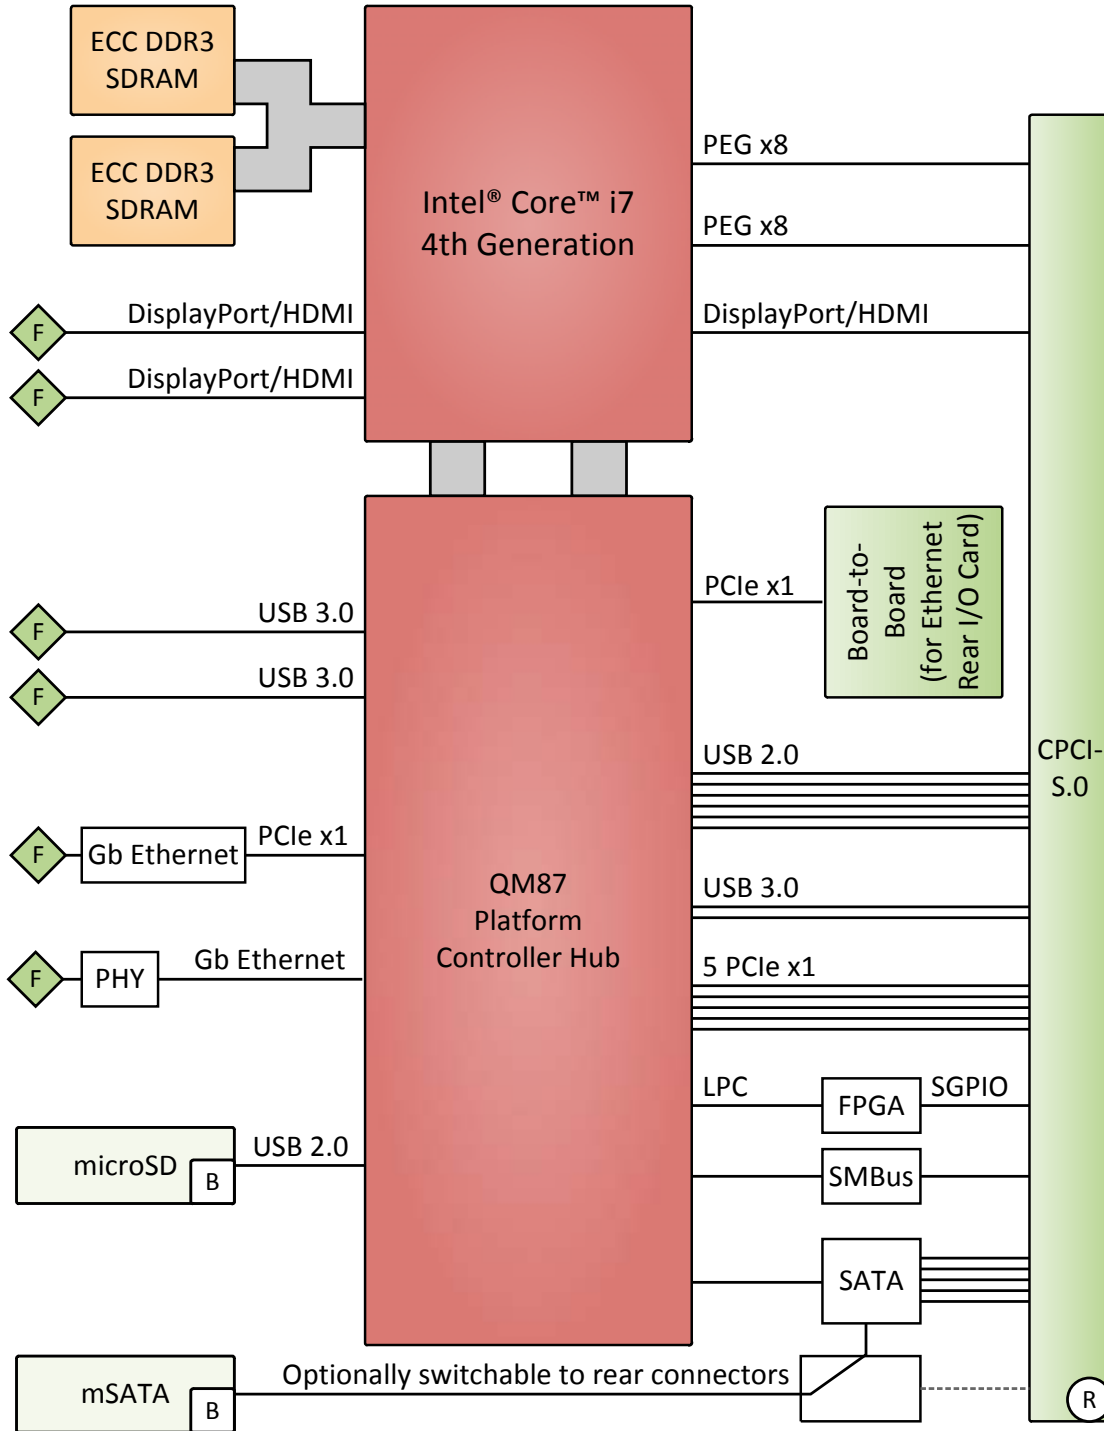 ECC DDR3
SDRAM
ECC DDR3
SDRAM
Intel® Core™ i7
4th Generation
PEG x8
PEG x8
DisplayPort/HDMI
F
DisplayPort/HDMI
F
DisplayPort/HDMI
Board-to-
Board
(for Ethernet
Rear I/O Card)
PCIe x1
USB 3.0
F
USB 3.0
F
USB 2.0
CPCI-
S.0
F
Gb Ethernet
PCIe x1
QM87
Platform
Controller Hub
USB 3.0
F
PHY
Gb Ethernet
5 PCIe x1
LPC
FPGA
SGPIO
microSD
B
USB 2.0
SMBus
SATA
mSATA
B
Optionally switchable to rear connectors
R